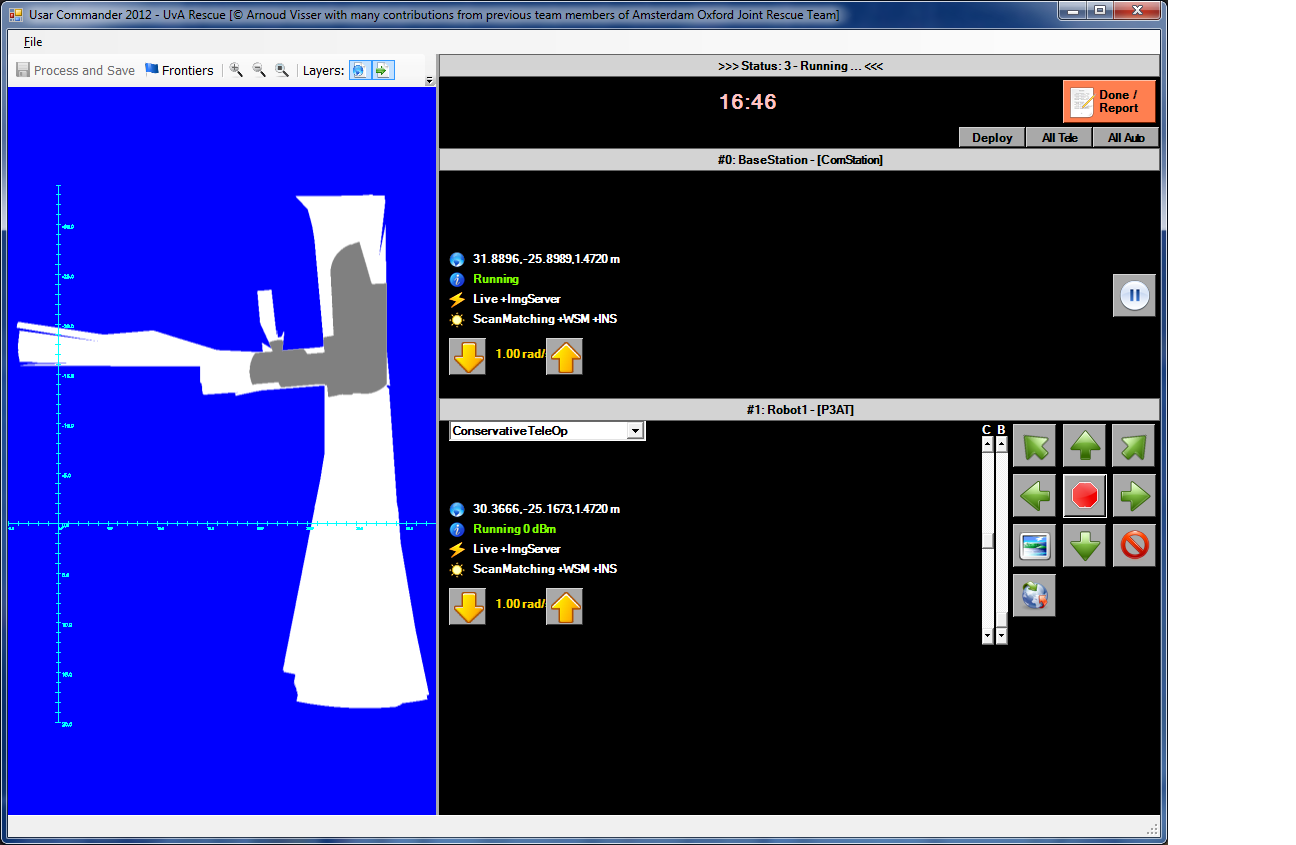 Usar Commander 2012 - UvA Rescue [© Arnoud Visser with many contributions from previous team members of Amsterdam Oxford Joint Rescue Team]
File
Process and Save Frontiers Layers:
>>> Status: 3 - Running ... <<<
16:46
Done / Report
Deploy All Tele All Auto
#0: BaseStation - [ComStation]
31.8896,-25.8989,1.4720 m
Running
Live +ImgServer
ScanMatching +WSM +INS
1.00 rad/
#1: Robot1 - [P3AT]
ConservativeTeleOp
C B
30.3666,-25.1673,1.4720 m
Running 0 dBm
Live +ImgServer
ScanMatching +WSM +INS
1.00 rad/